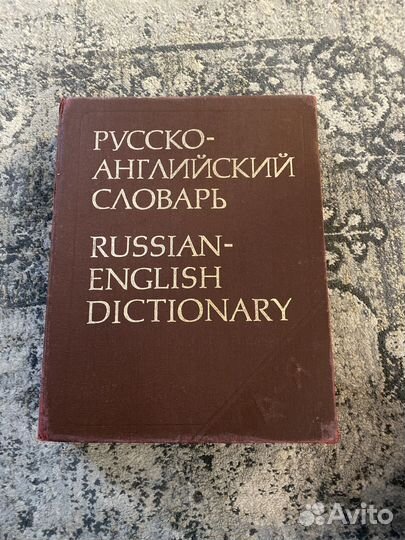 РУССКО-
АНГЛИЙСКИЙ
СЛОВАРЬ
RUSSIAN-
ENGLISH
DICTIONARY
Avito